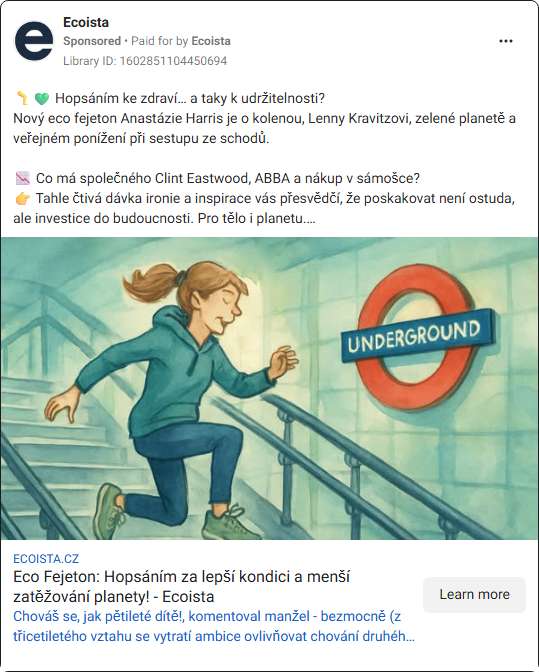 Ecoista
Sponsored • Paid for by Ecoista
Library ID: 1602851104450694
🦵 💚 Hopsáním ke zdraví… a taky k udržitelnosti?
Nový eco fejeton Anastázie Harris je o kolenou, Lenny Kravitzovi, zelené planetě a
veřejném ponížení při sestupu ze schodů.
📉 Co má společného Clint Eastwood, ABBA a nákup v sámošce?
👉 Tahle čtivá dávka ironie a inspirace vás přesvědčí, že poskakovat není ostuda,
ale investice do budoucnosti. Pro tělo i planetu....
UNDERGROUND
ECOISTA.CZ
Eco Fejeton: Hopsáním za lepší kondici a menší
zatěžování planety! - Ecoista
Learn more
Chováš se, jak pětileté dítě!, komentoval manžel - bezmocně (z
třicetiletého vztahu se vytratí ambice ovlivňovat chování druhéh...